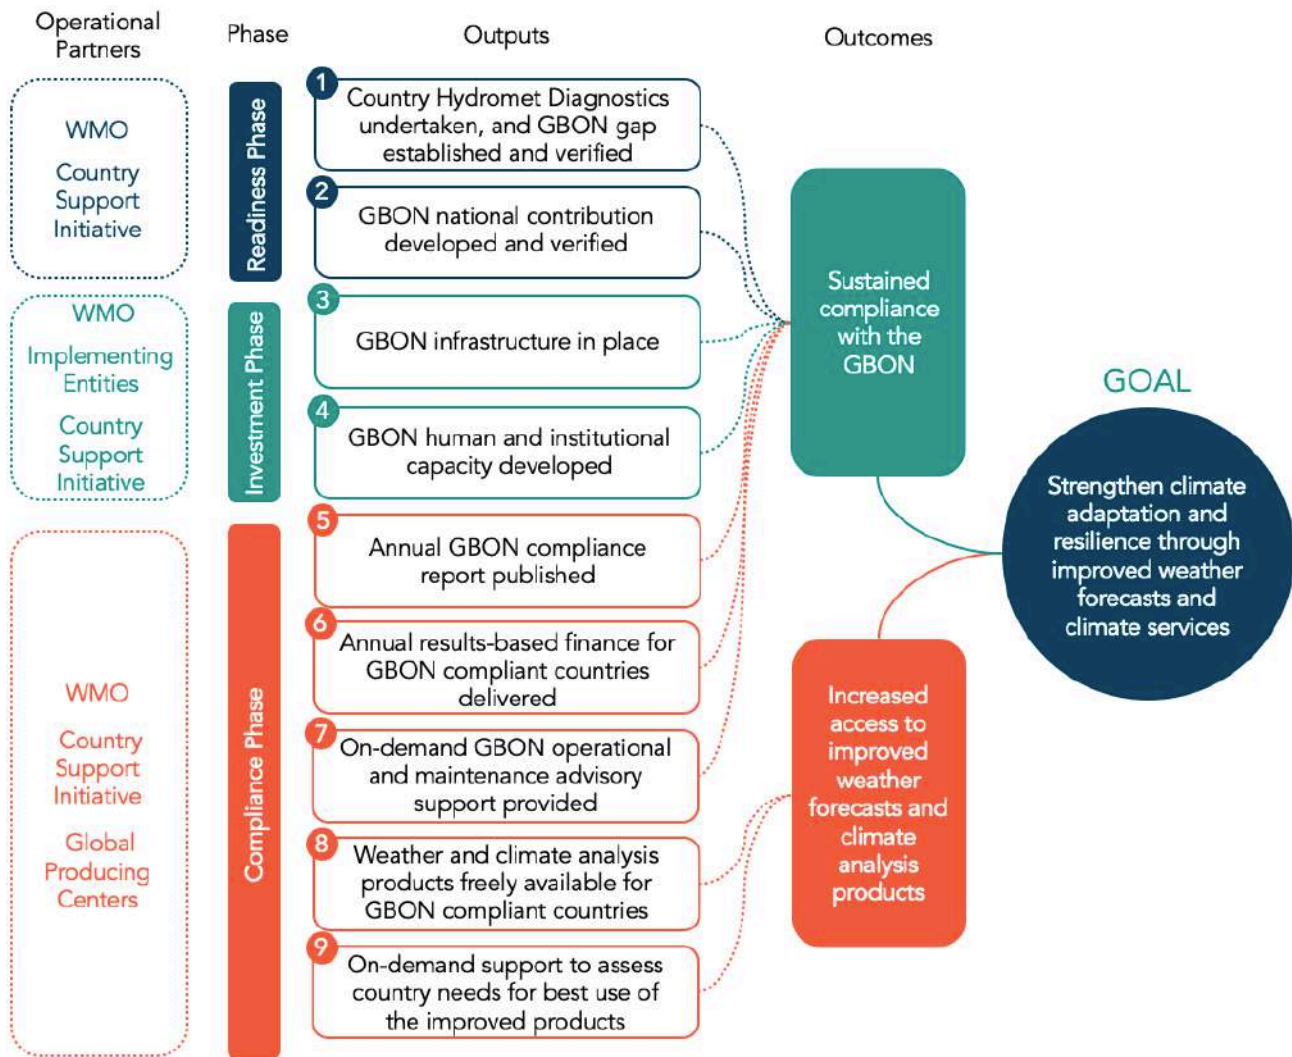 Operational
Partners
Phase
Outputs
Outcomes
WMO
Country
Support
Initiative
Readiness Phase
1
Country Hydromet Diagnostics
undertaken, and GBON gap
established and verified
2
GBON national contribution
developed and verified
WMO
Implementing
Entities
Country
Support
Initiative
Investment Phase
3
GBON infrastructure in place
4
GBON human and institutional
capacity developed
WMO
Country
Support
Initiative
Global
Producing
Centers
Compliance Phase
5
Annual GBON compliance
report published
6
Annual results-based finance for
GBON compliant countries
delivered
7
On-demand GBON operational
and maintenance advisory
support provided
8
Weather and climate analysis
products freely available for
GBON compliant countries
9
On-demand support to assess
country needs for best use of
the improved products
Sustained
compliance
with the
GBON
Increased
access to
improved
weather
forecasts and
climate
analysis
products
GOAL
Strengthen climate
adaptation and
resilience through
improved weather
forecasts and
climate services